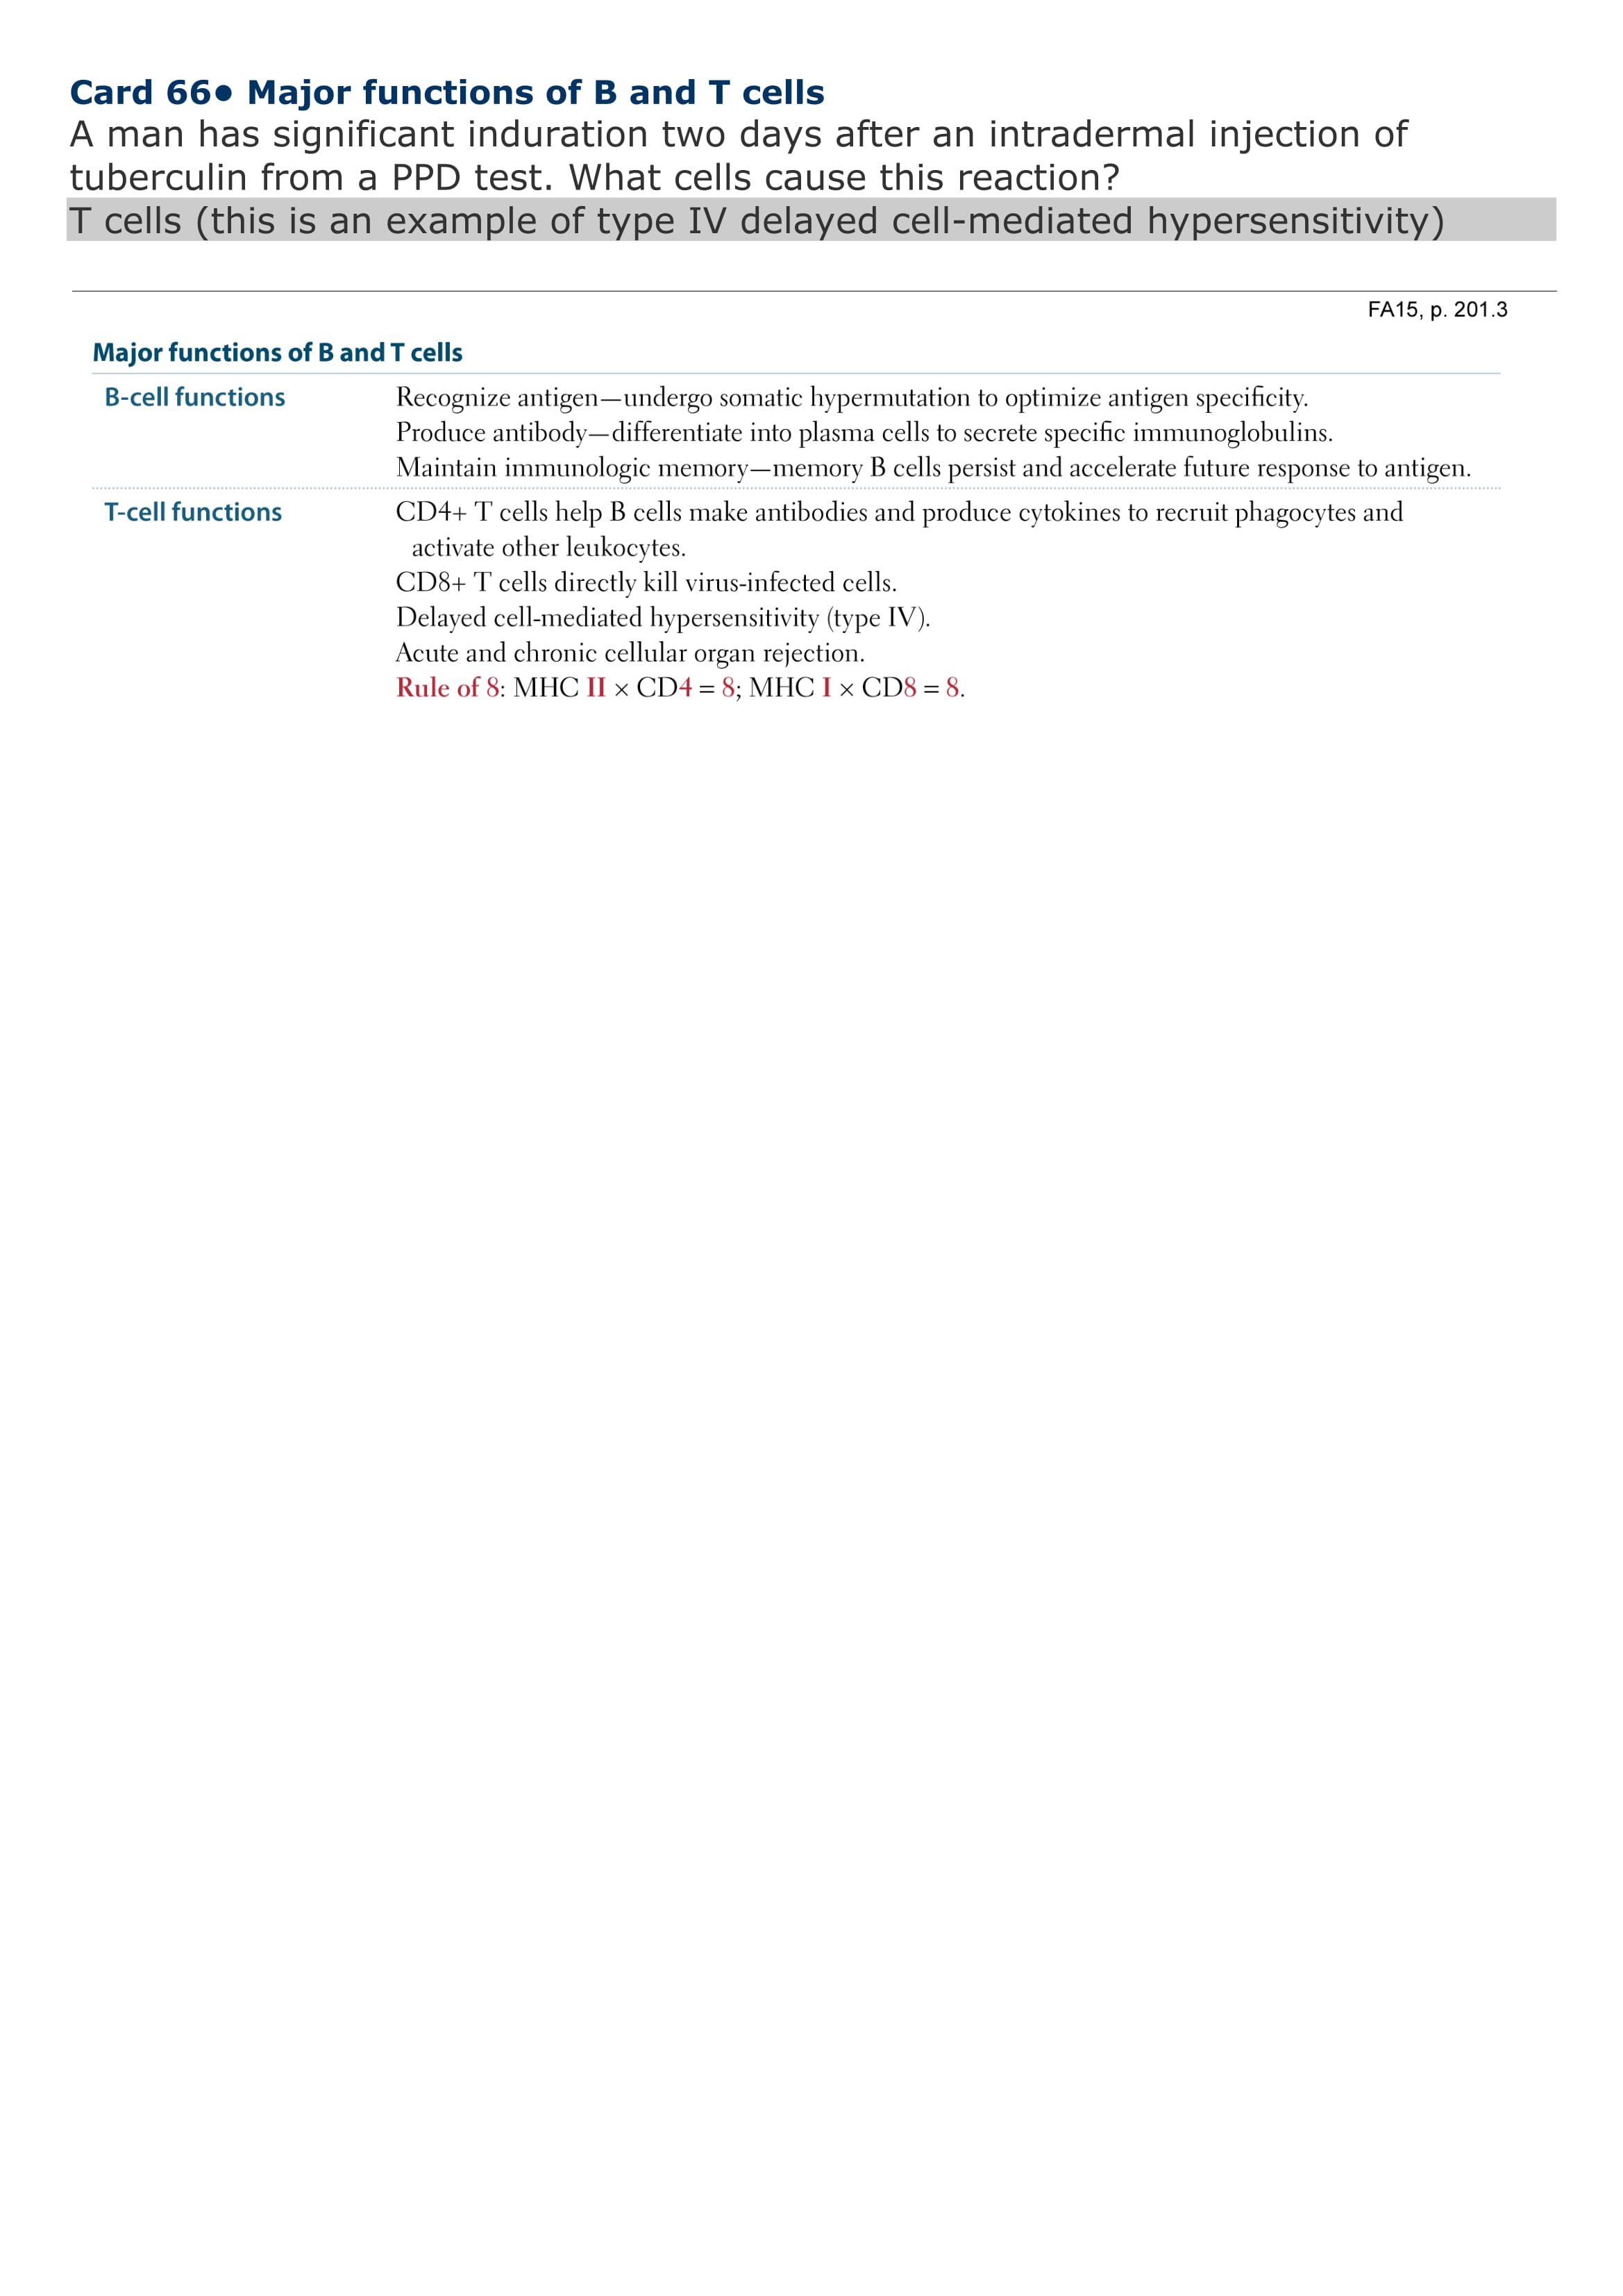 Card 66● Major functions of B and T cells
A man has significant induration two days after an intradermal injection of
tuberculin from a PPD test. What cells cause this reaction?
T cells (this is an example of type IV delayed cell-mediated hypersensitivity)
FA15, p. 201.3
Major functions of B and T cells
B-cell functions Recognize antigen—undergo somatic hypermutation to optimize antigen specificity.
Produce antibody—differentiate into plasma cells to secrete specific immunoglobulins.
Maintain immunologic memory—memory B cells persist and accelerate future response to antigen.
T-cell functions CD4+ T cells help B cells make antibodies and produce cytokines to recruit phagocytes and
activate other leukocytes.
CD8+ T cells directly kill virus-infected cells.
Delayed cell-mediated hypersensitivity (type IV).
Acute and chronic cellular organ rejection.
Rule of 8: MHC II × CD4 = 8; MHC I × CD8 = 8.